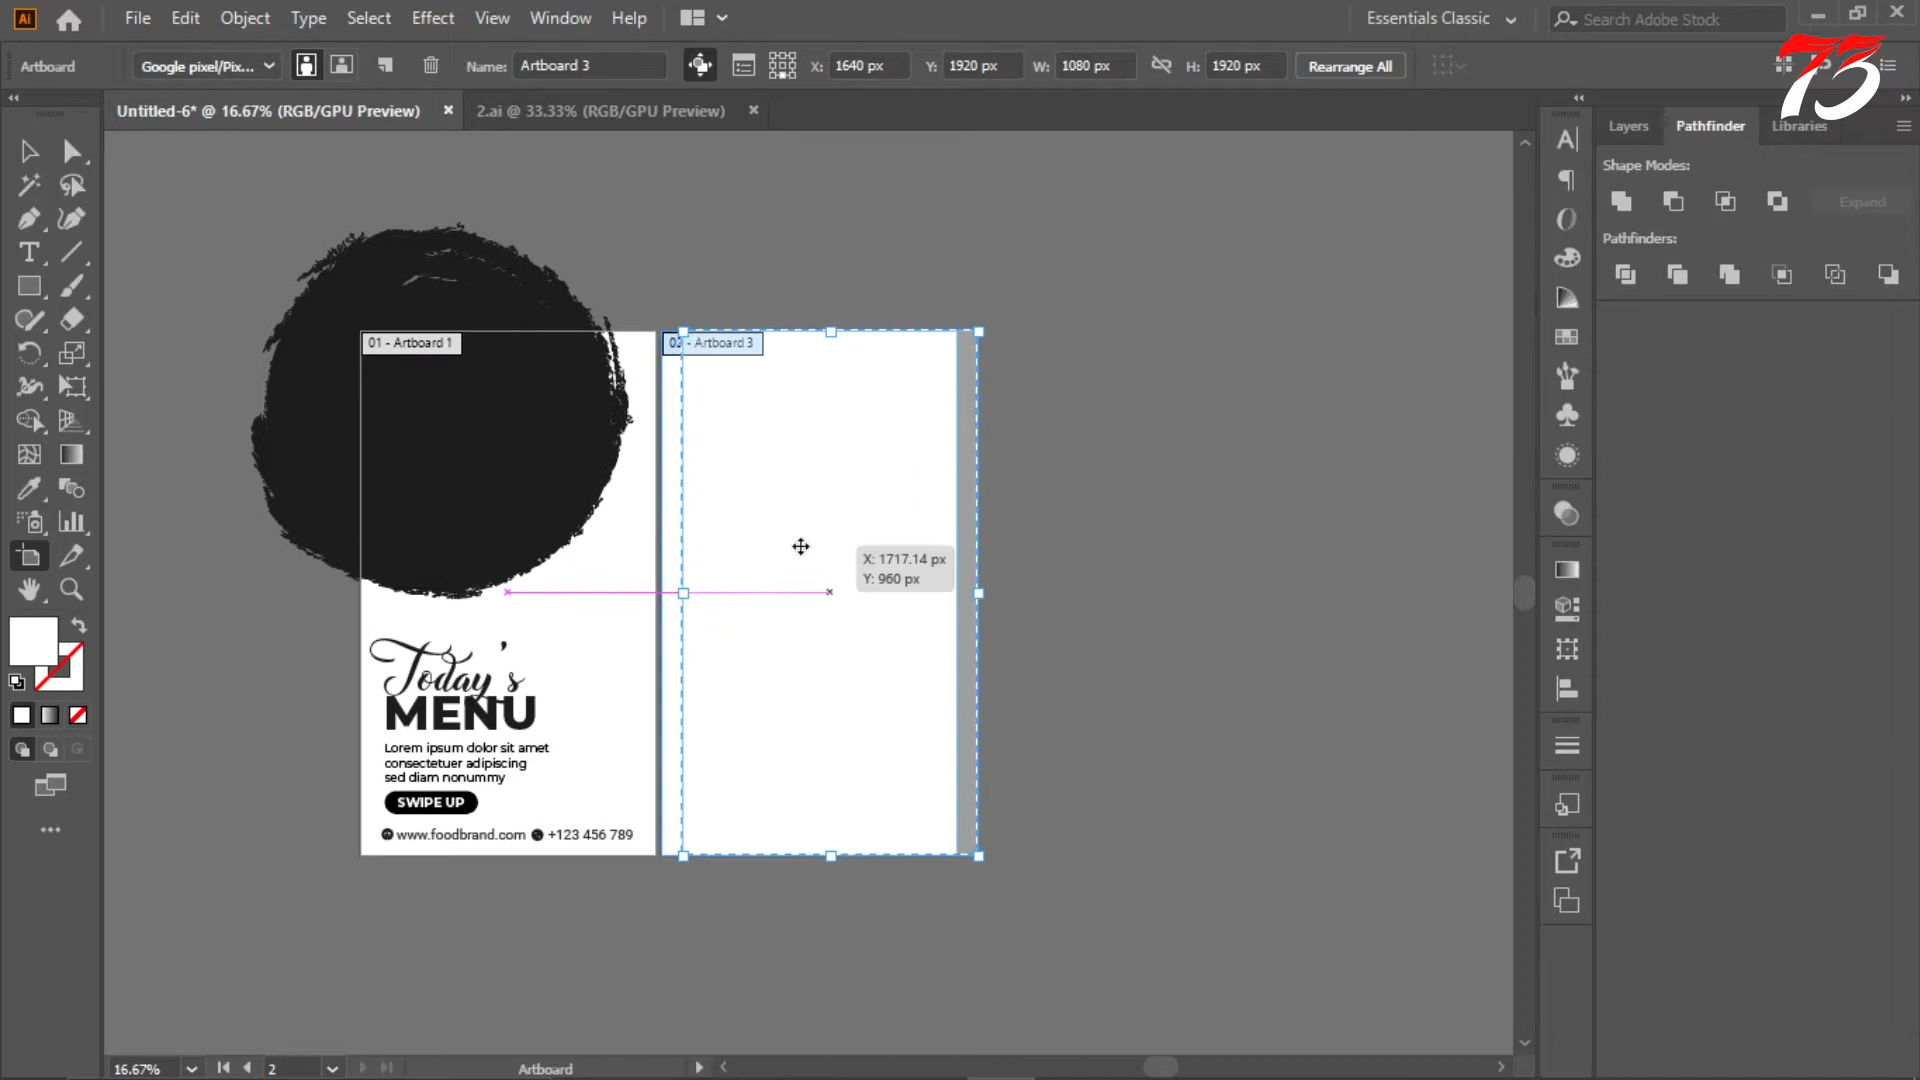 Ai File Edit Object Type Select Effect View Window Help Essentials Classic Search Adobe Stock
Artboard Google pixel/Pix... Name: Artboard 3 X: 1640 px Y: 1920 px W: 1080 px H: 1920 px Rearrange All
73
Untitled-6* @ 16.67% (RGB/GPU Preview) 2.ai @ 33.33% (RGB/GPU Preview)
Layers Pathfinder Libraries
Shape Modes:
Expand
Pathfinders:
01 - Artboard 1 02 - Artboard 3
X: 1717.14 px
Y: 960 px
Today's
MENU
Lorem ipsum dolor sit amet
consectetuer adipiscing
sed diam nonummy
SWIPE UP
www.foodbrand.com +123 456 789
16.67% 2 Artboard